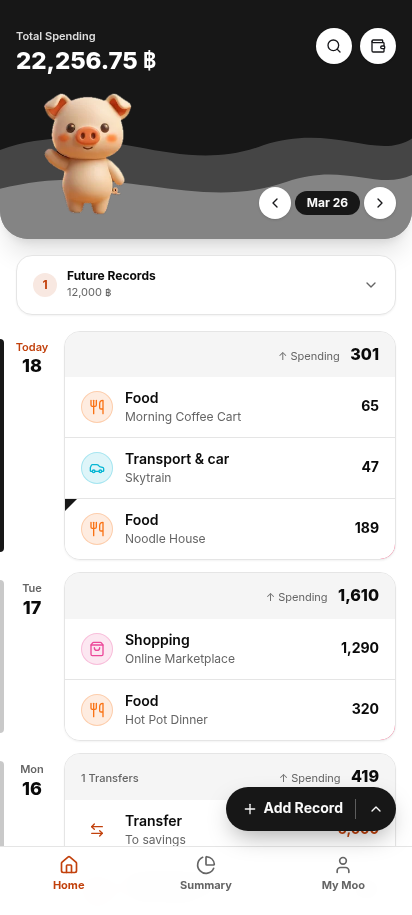 Total Spending
22,256.75 ฿
Mar 26
1
Future Records
12,000 ฿
Today
18
↑ Spending 301
Food
Morning Coffee Cart
65
Transport & car
Skytrain
47
Food
Noodle House
189
Tue
17
↑ Spending 1,610
Shopping
Online Marketplace
1,290
Food
Hot Pot Dinner
320
Mon
16
1 Transfers
↑ Spending 419
Transfer
To savings
+ Add Record
Home
Summary
My Moo